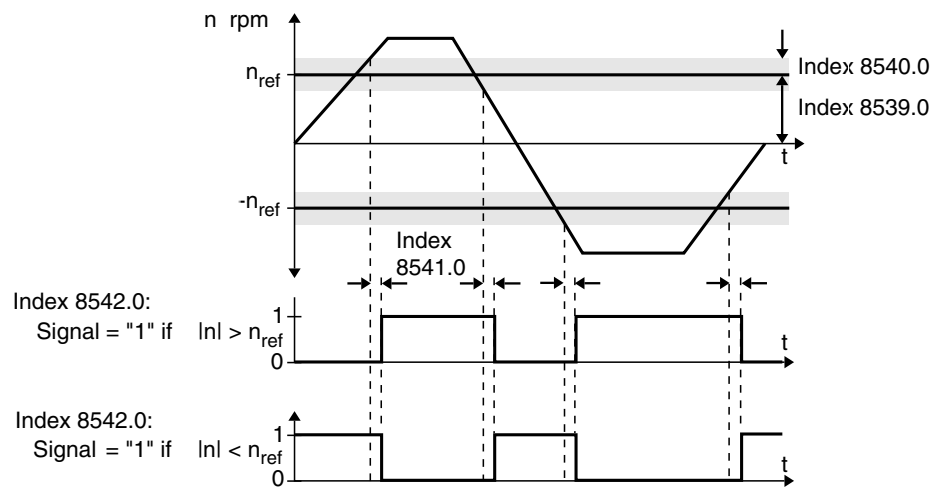 n rpm
n_ref
Index 8540.0
Index 8539.0
t
-n_ref
Index
8541.0
Index 8542.0:
Signal = "1" if |n| > n_ref
1
0
t
Index 8542.0:
Signal = "1" if |n| < n_ref
1
0
t